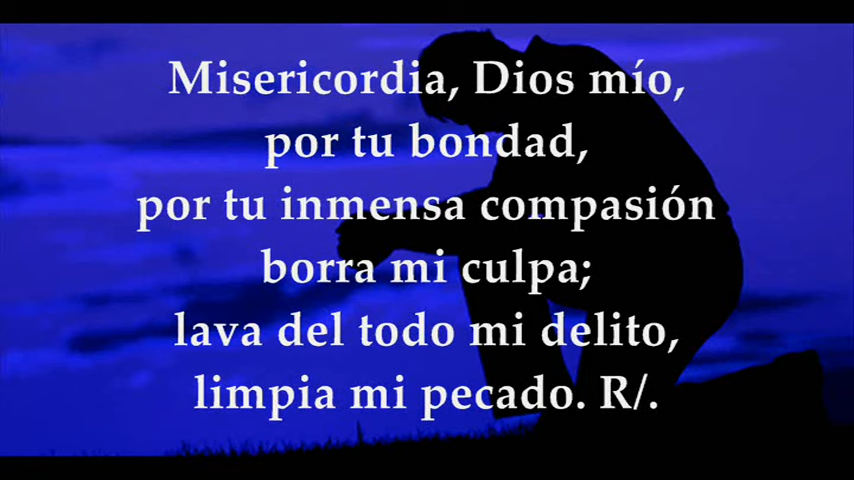 Misericordia, Dios mío,
por tu bondad,
por tu inmensa compasión
borra mi culpa;
lava del todo mi delito,
limpia mi pecado. R/.